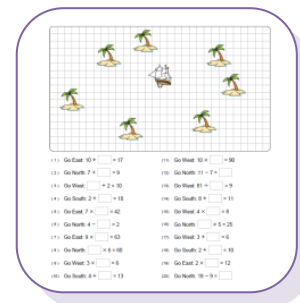 (1) Go East: 10 + □ = 17
(2) Go North: 7 + □ = 9
(3) Go West: □ + 2 = 10
(4) Go South: 2 × □ = 18
(5) Go East: 7 × □ = 42
(6) Go North: 4 − □ = 2
(7) Go East: 9 × □ = 63
(8) Go North: □ × 6 = 68
(9) Go West: 3 × □ = 6
(10) Go South: 4 + □ = 13
(11) Go West: 10 × □ = 90
(12) Go North: 11 − 7 = □
(13) Go West: 81 ÷ □ = 9
(14) Go South: 8 + □ = 11
(15) Go West: 4 × □ = 8
(16) Go North: □ × 5 = 25
(17) Go West: 3 + □ = 6
(18) Go South: 2 + □ = 10
(19) Go East: 2 × □ = 12
(20) Go North: 18 − 9 = □